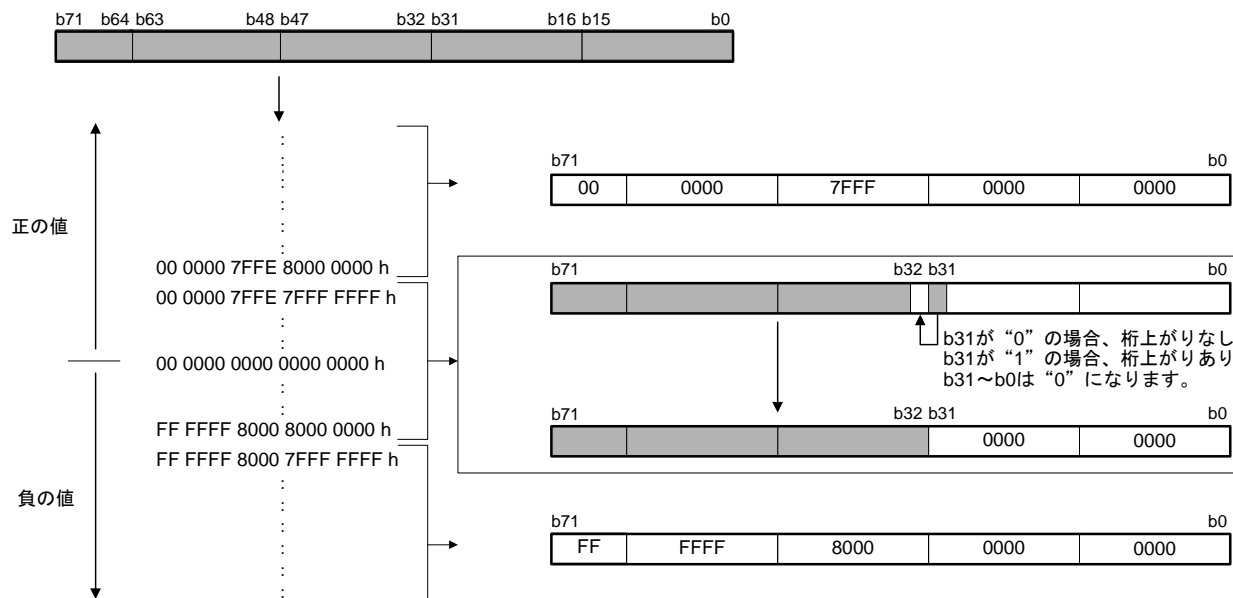 b71 b64 b63 b48 b47 b32 b31 b16 b15 b0
b71 b0
00 0000 7FFF 0000 0000
正の値
00 0000 7FFE 8000 0000 h
00 0000 7FFE 7FFF FFFF h
b71 b32 b31 b0
b31が“0”の場合、桁上がりなし
b31が“1”の場合、桁上がりあり
b31～b0は“0”になります。
00 0000 0000 0000 0000 h
FF FFFF 8000 8000 0000 h
FF FFFF 8000 7FFF FFFF h
b71 b32 b31 b0
0000 0000
負の値
b71 b0
FF FFFF 8000 0000 0000